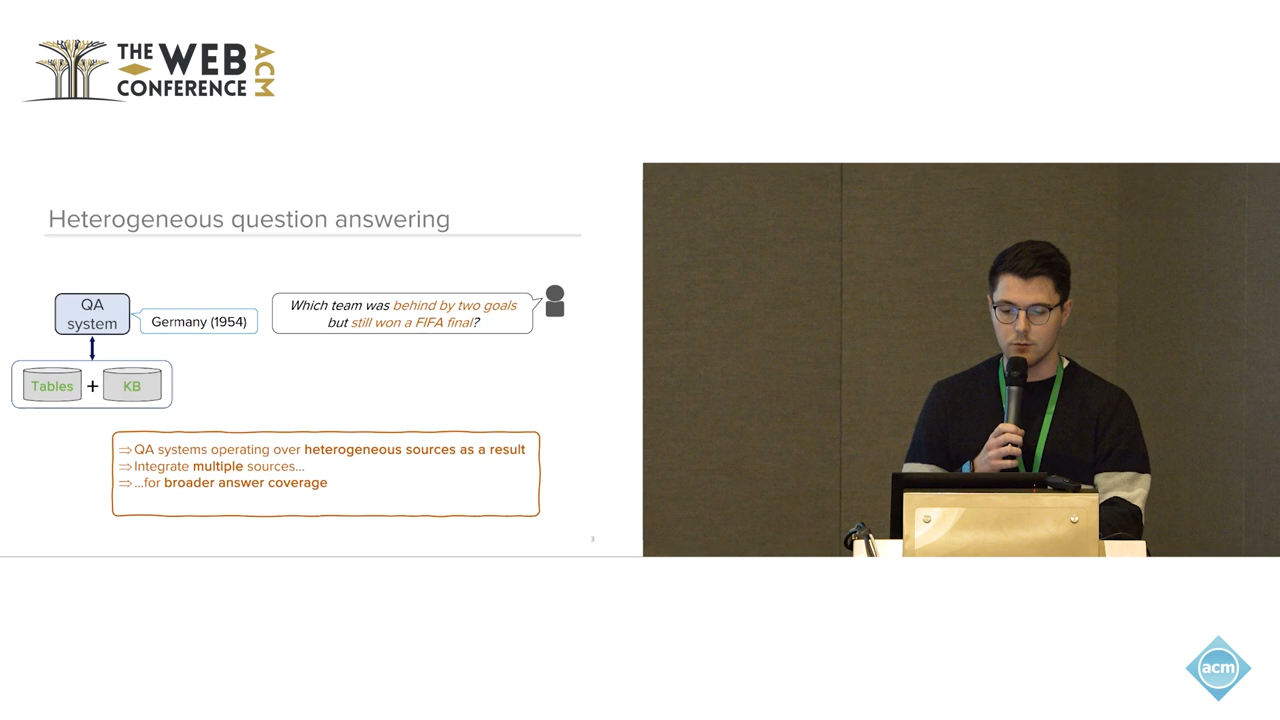 THE WEB
CONFERENCE
ACM
Heterogeneous question answering
QA
system
Germany (1954)
Which team was behind by two goals
but still won a FIFA final?
Tables + KB
⇒ QA systems operating over heterogeneous sources as a result
⇒ Integrate multiple sources...
⇒ ...for broader answer coverage
3
acm